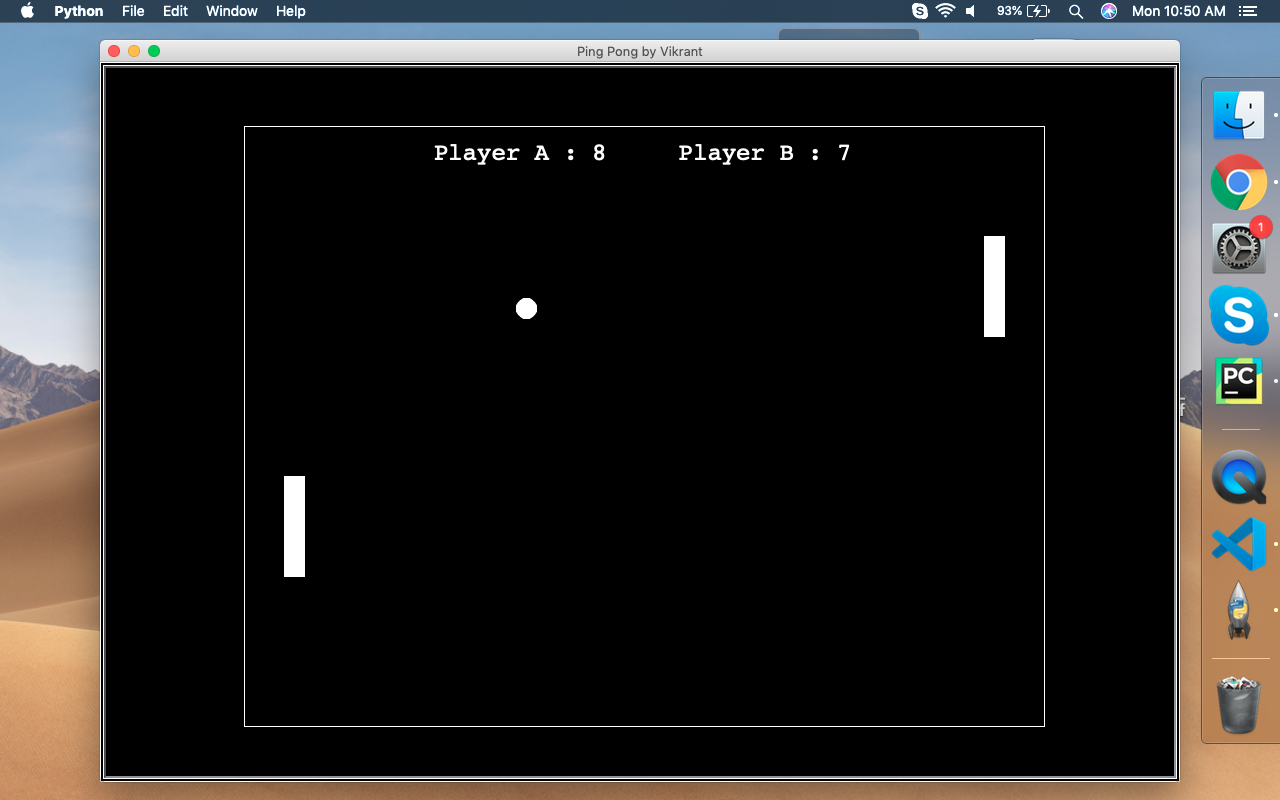 Python File Edit Window Help 93% Mon 10:50 AM
Ping Pong by Vikrant
Player A : 8 Player B : 7
1
S
PC